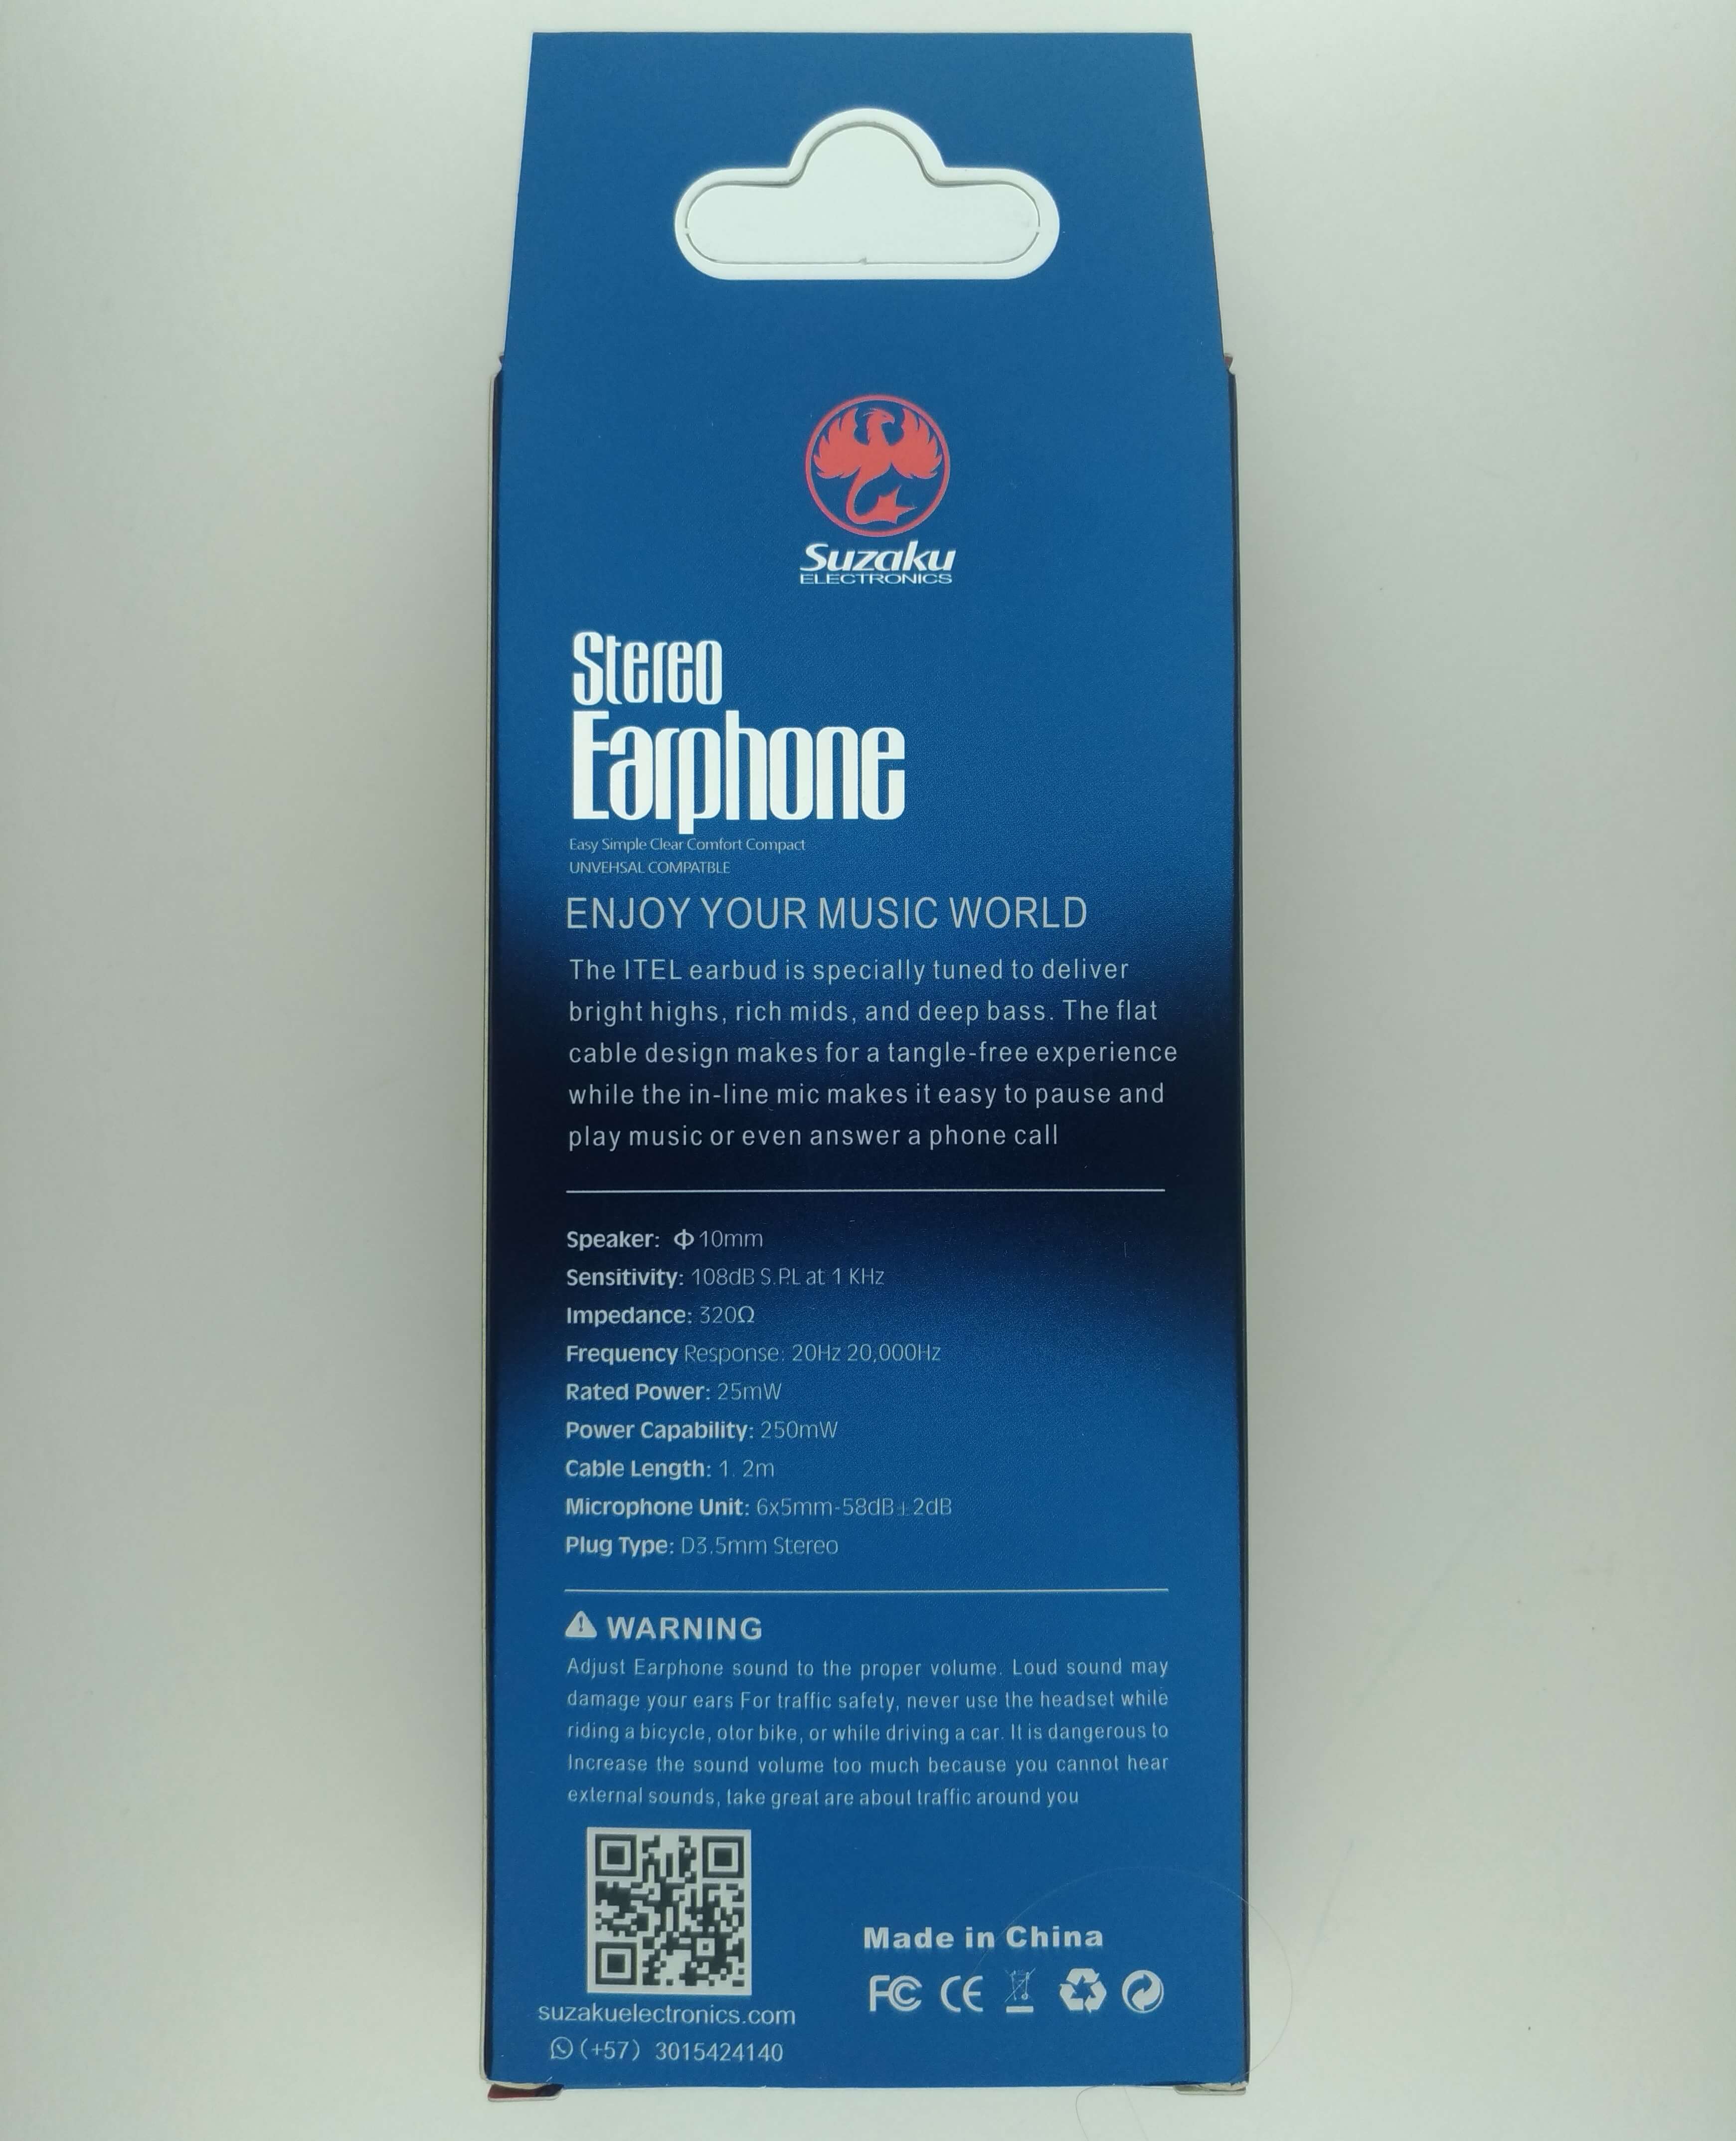 Suzaku
ELECTRONICS
Stereo
Earphone
Easy Simple Clear Comfort Compact
UNVEHSAL COMPATBLE
ENJOY YOUR MUSIC WORLD
The ITEL earbud is specially tuned to deliver
bright highs, rich mids, and deep bass. The flat
cable design makes for a tangle-free experience
while the in-line mic makes it easy to pause and
play music or even answer a phone call
Speaker: Φ10mm
Sensitivity: 108dB S.P.L at 1 KHz
Impedance: 320Ω
Frequency Response: 20Hz 20,000Hz
Rated Power: 25mW
Power Capability: 250mW
Cable Length: 1. 2m
Microphone Unit: 6x5mm-58dB±2dB
Plug Type: D3.5mm Stereo
WARNING
Adjust Earphone sound to the proper volume. Loud sound may
damage your ears For traffic safety, never use the headset while
riding a bicycle, otor bike, or while driving a car. It is dangerous to
Increase the sound volume too much because you cannot hear
external sounds, take great are about traffic around you
Made in China
FC CE
suzakuelectronics.com
(+57) 3015424140